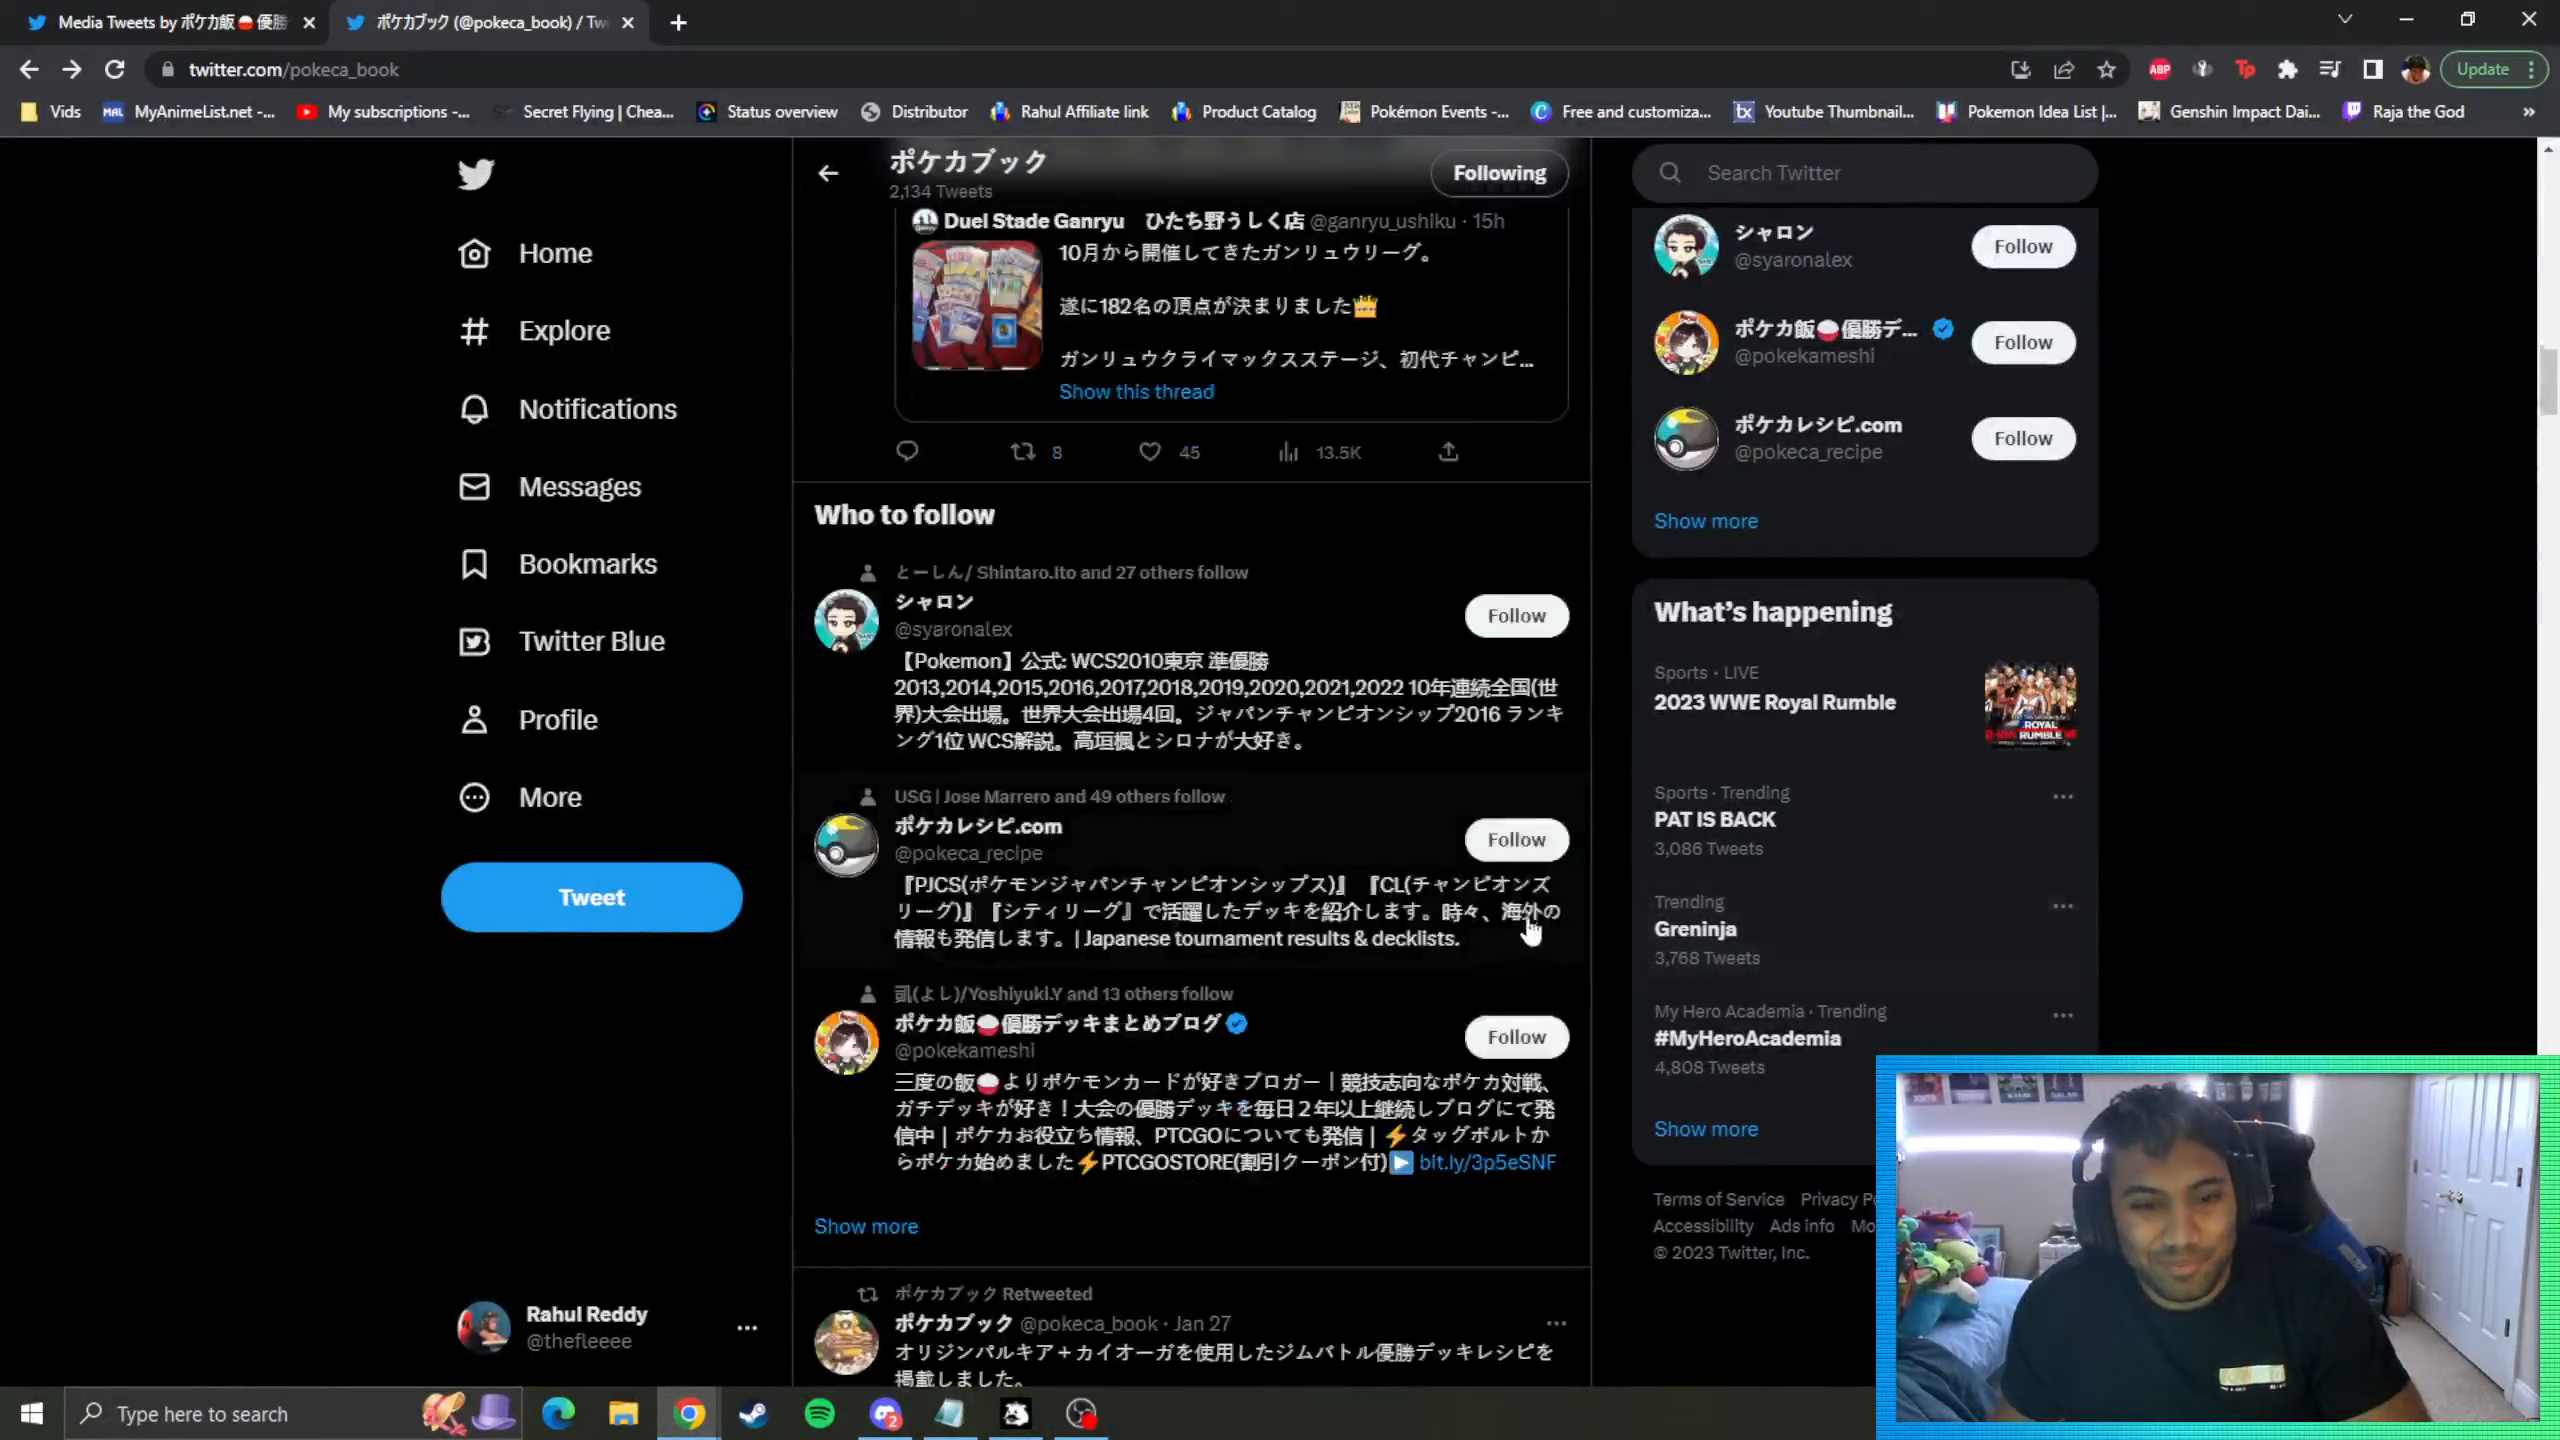 Media Tweets by ポケカ飯🍚優勝
ポケカブック (@pokeca_book) / Tw
twitter.com/pokeca_book
ABP
Tp
Update
Vids
MAL
MyAnimeList.net -...
My subscriptions -...
Secret Flying | Chea...
Status overview
Distributor
Rahul Affiliate link
Product Catalog
Pokémon Events -...
Free and customiza...
tx
Youtube Thumbnail...
Pokemon Idea List |...
Genshin Impact Dai...
Raja the God
»
Home
Explore
Notifications
Messages
Bookmarks
Twitter Blue
Profile
More
Tweet
Rahul Reddy
@thefleeee
ポケカブック
2,134 Tweets
Following
Duel Stade Ganryu ひたち野うしく店 @ganryu_ushiku · 15h
10月から開催してきたガンリュウリーグ。
遂に182名の頂点が決まりました👑
ガンリュウクライマックスステージ、初代チャンピ...
Show this thread
8
45
13.5K
Who to follow
とーしん/ Shintaro.Ito and 27 others follow
シャロン
@syaronalex
Follow
【Pokemon】公式: WCS2010東京 準優勝
2013,2014,2015,2016,2017,2018,2019,2020,2021,2022 10年連続全国(世
界)大会出場。世界大会出場4回。ジャパンチャンピオンシップ2016 ランキ
ング1位 WCS解説。高垣楓とシロナが大好き。
USG | Jose Marrero and 49 others follow
ポケカレシピ.com
@pokeca_recipe
Follow
『PJCS(ポケモンジャパンチャンピオンシップス)』『CL(チャンピオンズ
リーグ)』『シティリーグ』で活躍したデッキを紹介します。時々、海外の
情報も発信します。| Japanese tournament results & decklists.
凱(よし)/Yoshiyuki.Y and 13 others follow
ポケカ飯🍚優勝デッキまとめブログ
@pokekameshi
Follow
三度の飯🍚よりポケモンカードが好きブロガー｜競技志向なポケカ対戦、
ガチデッキが好き！大会の優勝デッキを毎日２年以上継続しブログにて発
信中｜ポケカお役立ち情報、PTCGOについても発信｜⚡タッグボルトか
らポケカ始めました⚡PTCGOSTORE(割引クーポン付)▶️ bit.ly/3p5eSNF
Show more
ポケカブック Retweeted
ポケカブック @pokeca_book · Jan 27
オリジンパルキア＋カイオーガを使用したジムバトル優勝デッキレシピを
掲載しました。
Search Twitter
シャロン
@syaronalex
Follow
ポケカ飯🍚優勝デ...
@pokekameshi
Follow
ポケカレシピ.com
@pokeca_recipe
Follow
Show more
What's happening
Sports · LIVE
2023 WWE Royal Rumble
ROYAL
RUMBLE
Sports · Trending
PAT IS BACK
3,086 Tweets
Trending
Greninja
3,768 Tweets
My Hero Academia · Trending
#MyHeroAcademia
4,808 Tweets
Show more
Terms of Service Privacy Po
Accessibility Ads info Mo
© 2023 Twitter, Inc.
Type here to search
2